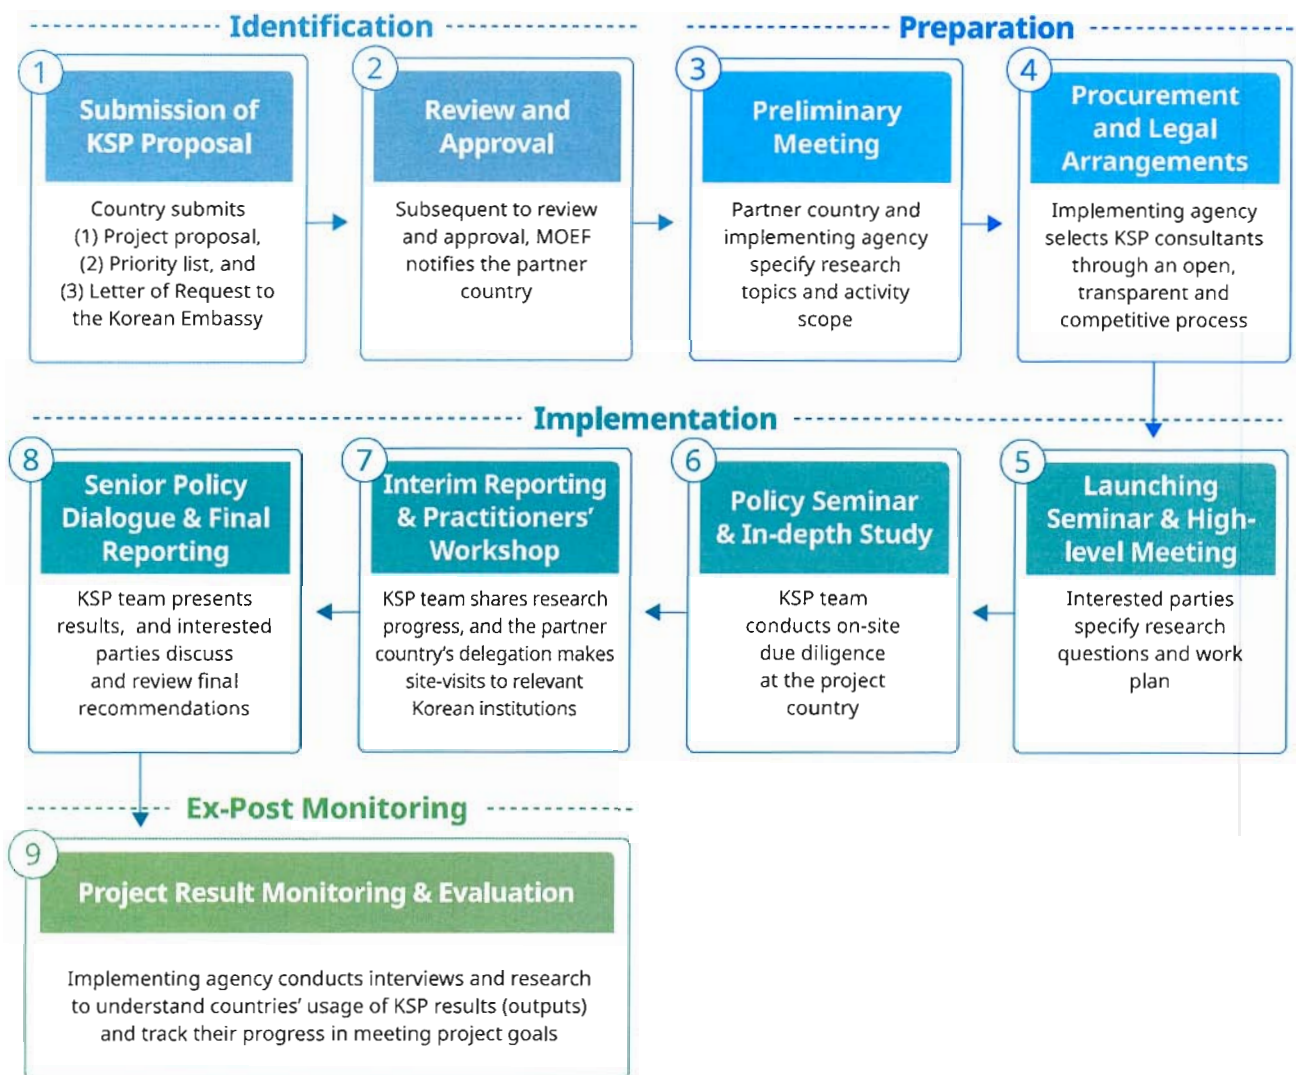 Identification
1
Submission of
KSP Proposal
Country submits
(1) Project proposal,
(2) Priority list, and
(3) Letter of Request to
the Korean Embassy
2
Review and
Approval
Subsequent to review
and approval, MOEF
notifies the partner
country
Preparation
3
Preliminary
Meeting
Partner country and
implementing agency
specify research
topics and activity
scope
4
Procurement
and Legal
Arrangements
Implementing agency
selects KSP consultants
through an open,
transparent and
competitive process
Implementation
5
Launching
Seminar & High-
level Meeting
Interested parties
specify research
questions and work
plan
6
Policy Seminar
& In-depth Study
KSP team
conducts on-site
due diligence
at the project
country
7
Interim Reporting
& Practitioners’
Workshop
KSP team shares research
progress, and the partner
country’s delegation makes
site-visits to relevant
Korean institutions
8
Senior Policy
Dialogue & Final
Reporting
KSP team presents
results, and interested
parties discuss
and review final
recommendations
Ex-Post Monitoring
9
Project Result Monitoring & Evaluation
Implementing agency conducts interviews and research
to understand countries’ usage of KSP results (outputs)
and track their progress in meeting project goals